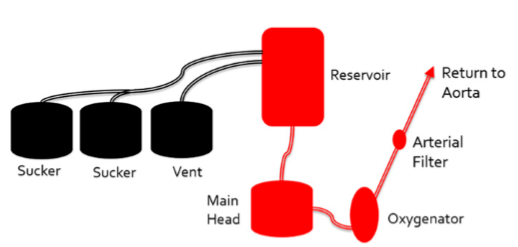 Reservoir
Return to
Aorta
Arterial
Filter
Sucker
Sucker
Vent
Main
Head
Oxygenator